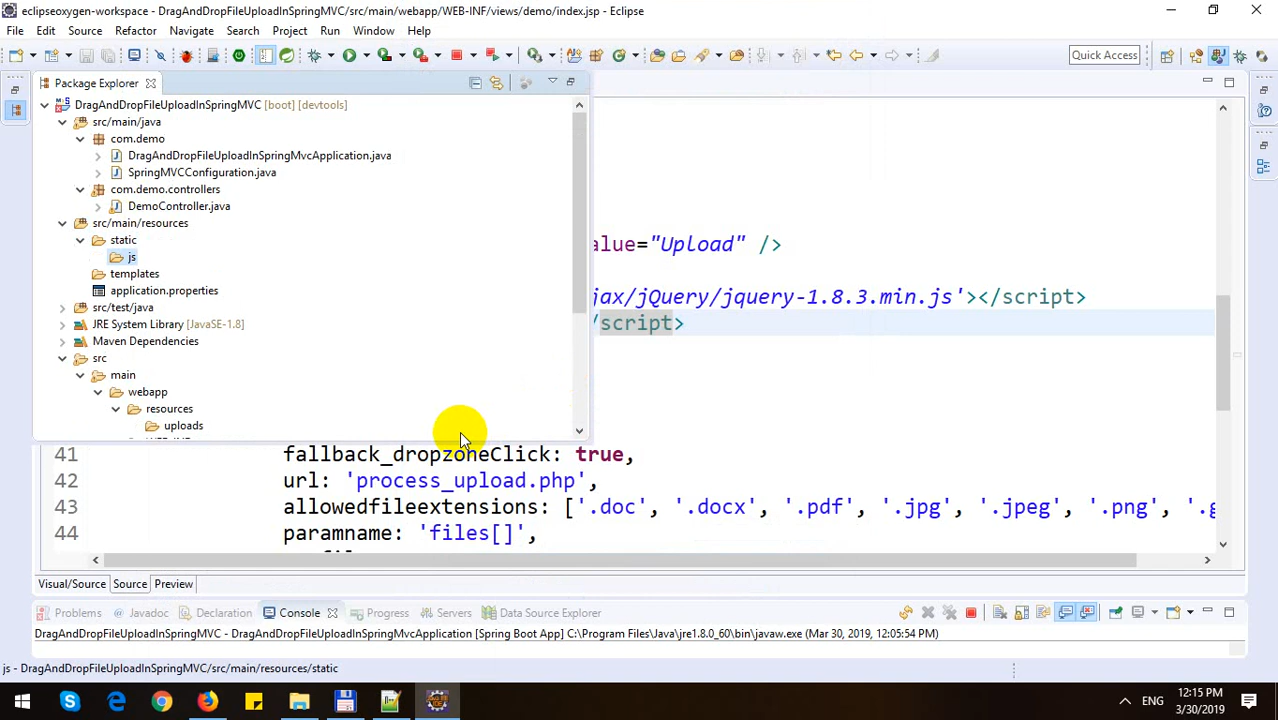 eclipseoxygen-workspace - DragAndDropFileUploadInSpringMVC/src/main/webapp/WEB-INF/views/demo/index.jsp - Eclipse
File Edit Source Refactor Navigate Search Project Run Window Help
Quick Access
Package Explorer
DragAndDropFileUploadInSpringMVC [boot] [devtools]
src/main/java
com.demo
DragAndDropFileUploadInSpringMvcApplication.java
SpringMVCConfiguration.java
com.demo.controllers
DemoController.java
src/main/resources
static
js
templates
application.properties
src/test/java
JRE System Library [JavaSE-1.8]
Maven Dependencies
src
main
webapp
resources
uploads
alue="Upload" />
jax/jQuery/jquery-1.8.3.min.js'></script>
/script>
41 fallback_dropzoneClick: true,
42 url: 'process_upload.php',
43 allowedfileextensions: ['.doc', '.docx', '.pdf', '.jpg', '.jpeg', '.png', '.g
44 paramname: 'files[]',
Visual/Source Source Preview
Problems Javadoc Declaration Console Progress Servers Data Source Explorer
DragAndDropFileUploadInSpringMVC - DragAndDropFileUploadInSpringMvcApplication [Spring Boot App] C:\Program Files\Java\jre1.8.0_60\bin\javaw.exe (Mar 30, 2019, 12:05:54 PM)
js - DragAndDropFileUploadInSpringMVC/src/main/resources/static
ENG
12:15 PM
3/30/2019